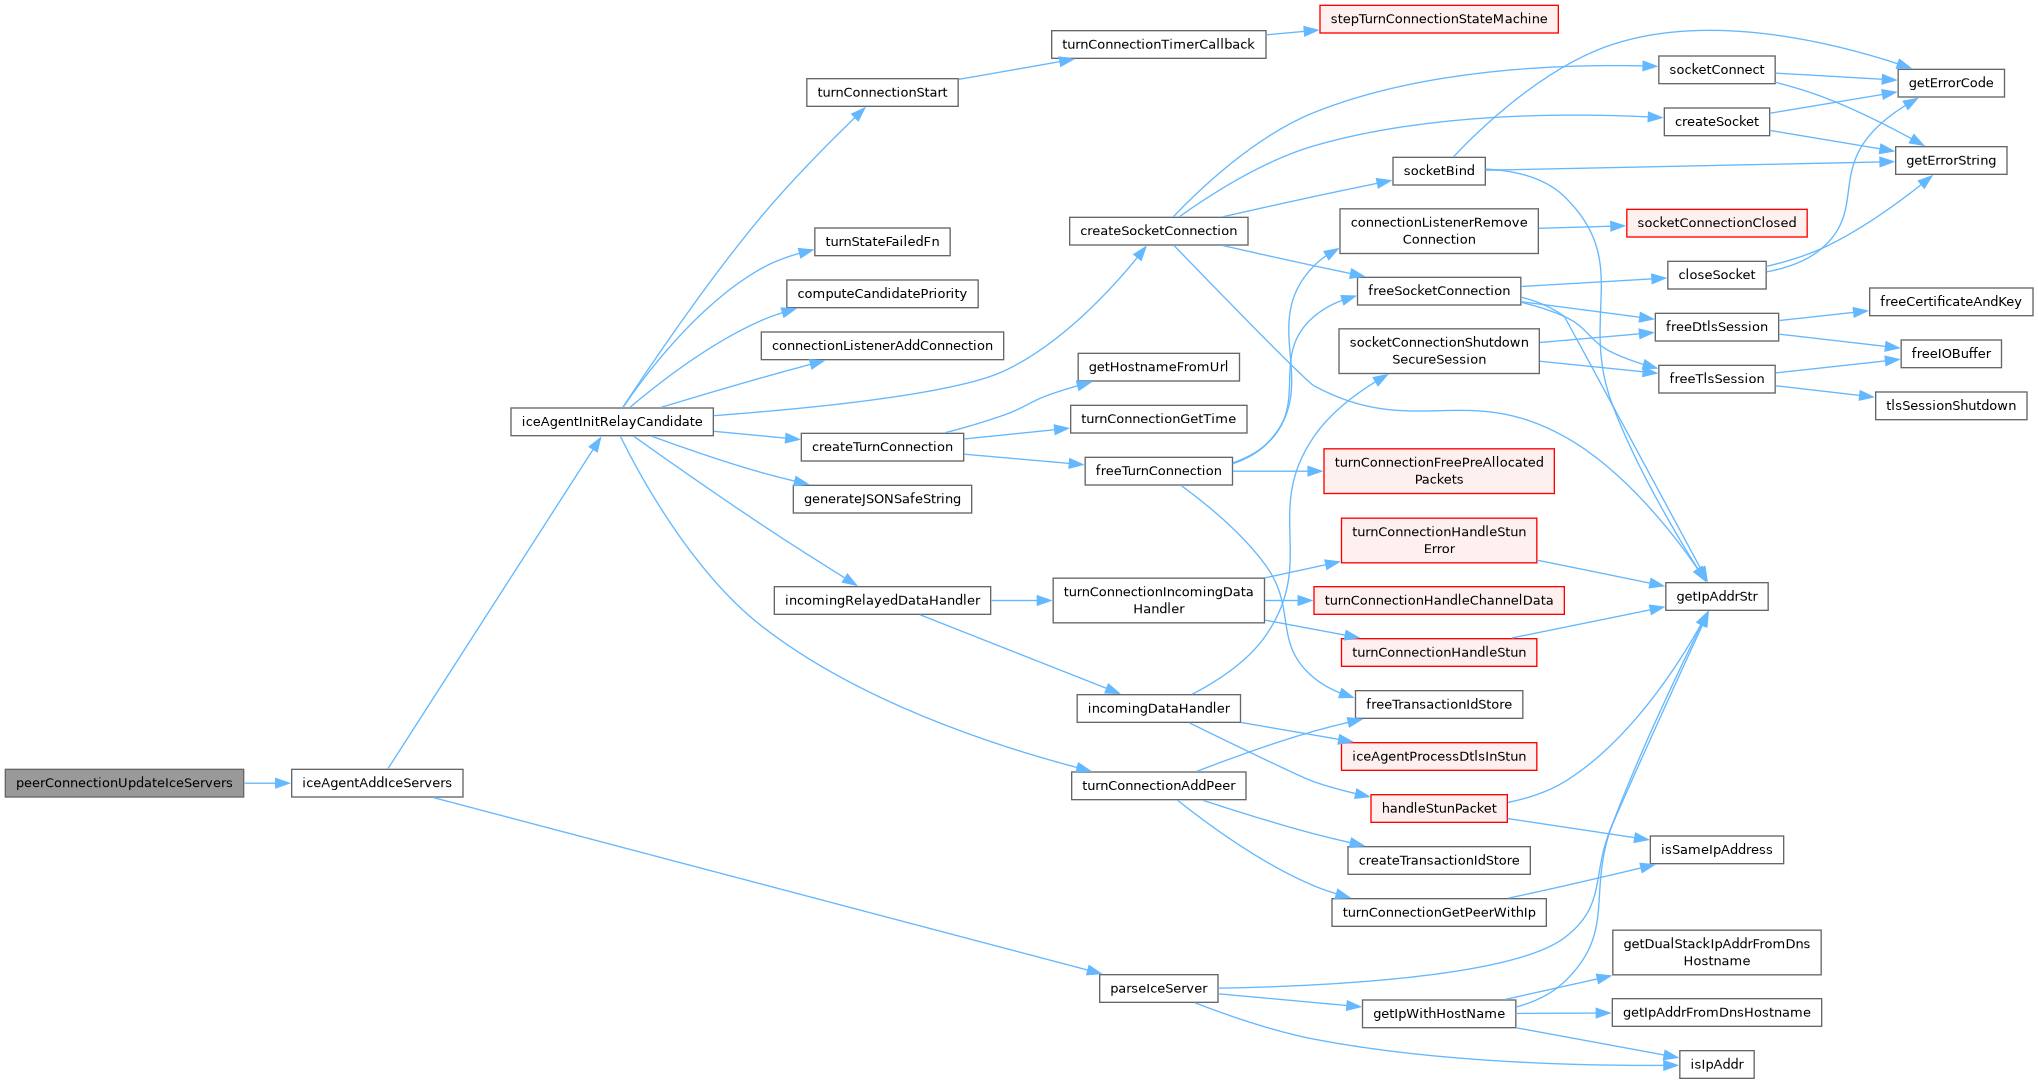 peerConnectionUpdateIceServers
iceAgentAddIceServers
iceAgentInitRelayCandidate
turnConnectionStart
turnStateFailedFn
computeCandidatePriority
connectionListenerAddConnection
createTurnConnection
generateJSONSafeString
incomingRelayedDataHandler
turnConnectionTimerCallback
createSocketConnection
getHostnameFromUrl
turnConnectionGetTime
freeTurnConnection
turnConnectionIncomingData
Handler
incomingDataHandler
turnConnectionAddPeer
parseIceServer
stepTurnConnectionStateMachine
socketBind
connectionListenerRemove
Connection
freeSocketConnection
socketConnectionShutdown
SecureSession
turnConnectionFreePreAllocated
Packets
turnConnectionHandleStun
Error
turnConnectionHandleChannelData
turnConnectionHandleStun
freeTransactionIdStore
iceAgentProcessDtlsInStun
handleStunPacket
createTransactionIdStore
turnConnectionGetPeerWithIp
getIpWithHostName
socketConnect
createSocket
socketConnectionClosed
closeSocket
freeDtlsSession
freeTlsSession
getIpAddrStr
isSameIpAddress
getDualStackIpAddrFromDns
Hostname
getIpAddrFromDnsHostname
isIpAddr
getErrorCode
getErrorString
freeCertificateAndKey
freeIOBuffer
tlsSessionShutdown